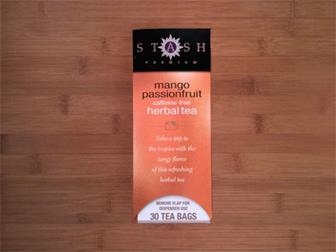 STASH
PREMIUM
mango
passionfruit
caffeine free
herbal tea
Take a trip to
the tropics with the
tangy flavor
of this refreshing
herbal tea
REMOVE FLAP FOR
DISPENSER USE
30 TEA BAGS